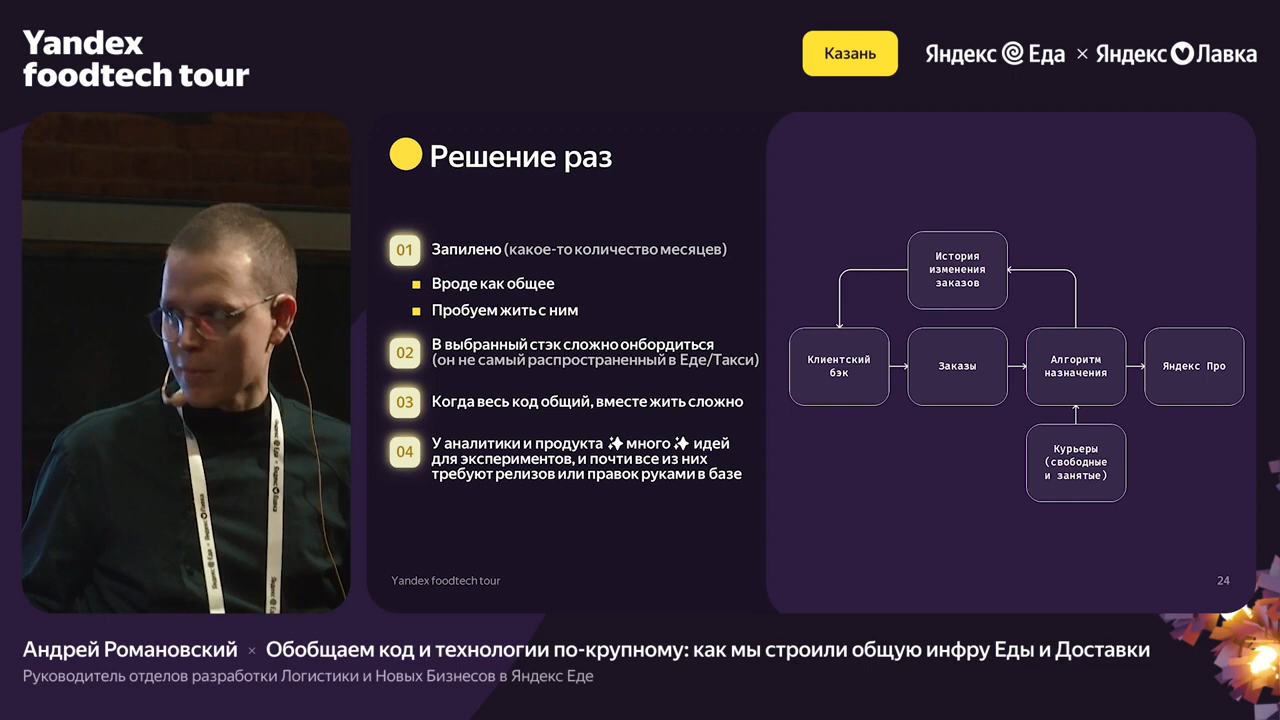 Yandex
foodtech tour
Казань
Яндекс Еда × Яндекс Лавка
Решение раз
01 Запилено (какое-то количество месяцев)
Вроде как общее
Пробуем жить с ним
02 В выбранный стэк сложно онбордиться
(он не самый распространенный в Еде/Такси)
03 Когда весь код общий, вместе жить сложно
04 У аналитики и продукта ✨ много ✨ идей
для экспериментов, и почти все из них
требуют релизов или правок руками в базе
Yandex foodtech tour
История
изменения
заказов
Клиентский
бэк
Заказы
Алгоритм
назначения
Яндекс Про
Курьеры
(свободные
и занятые)
24
Андрей Романовский × Обобщаем код и технологии по-крупному: как мы строили общую инфру Еды и Доставки
Руководитель отделов разработки Логистики и Новых Бизнесов в Яндекс Еде